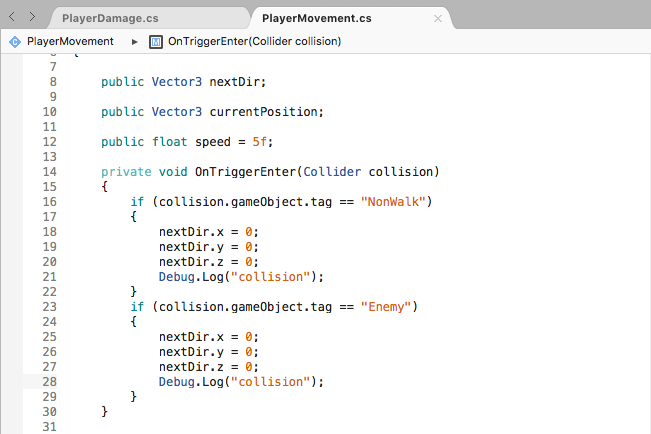 PlayerDamage.cs PlayerMovement.cs
PlayerMovement OnTriggerEnter(Collider collision)
7
8 public Vector3 nextDir;
9
10 public Vector3 currentPosition;
11
12 public float speed = 5f;
13
14 private void OnTriggerEnter(Collider collision)
15 {
16 if (collision.gameObject.tag == "NonWalk")
17 {
18 nextDir.x = 0;
19 nextDir.y = 0;
20 nextDir.z = 0;
21 Debug.Log("collision");
22 }
23 if (collision.gameObject.tag == "Enemy")
24 {
25 nextDir.x = 0;
26 nextDir.y = 0;
27 nextDir.z = 0;
28 Debug.Log("collision");
29 }
30 }
31